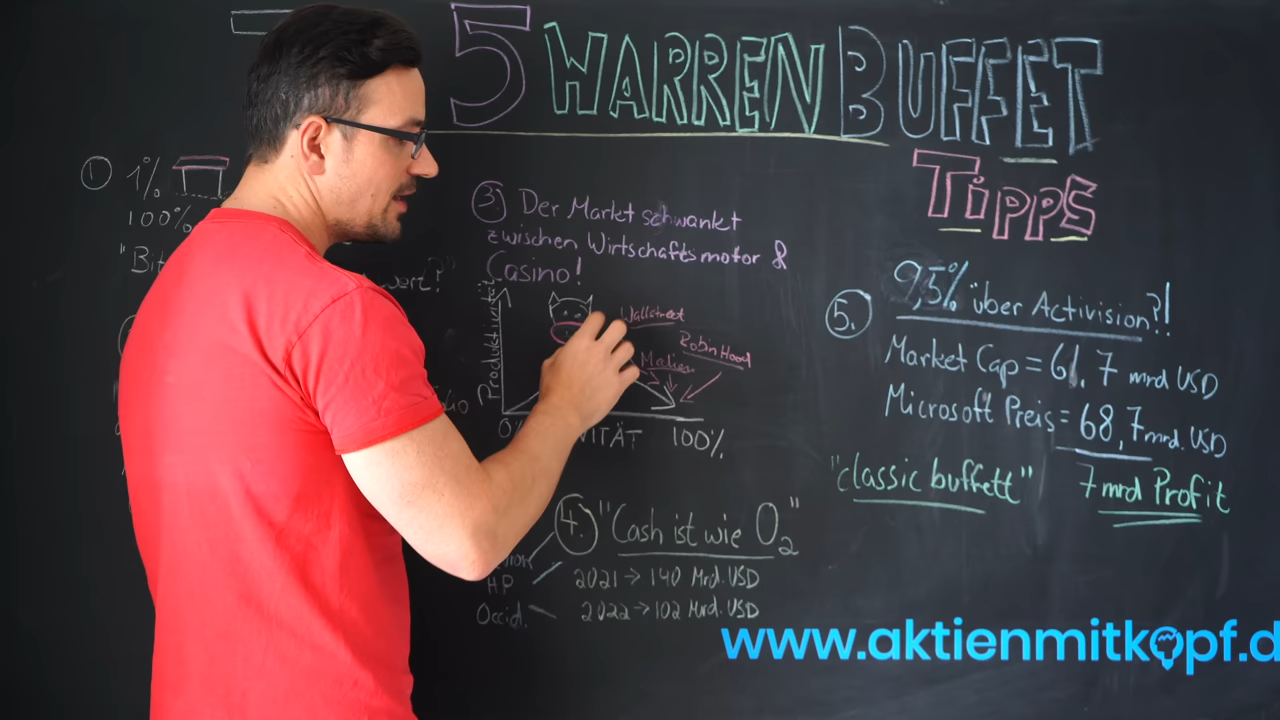 5 WARREN BUFFET
TIPPS
1 1%
100%
"Bit wert?"
3 Der Markt schwankt
zwischen Wirtschaftsmotor &
Casino!
Produktivität
Wallstreet
Robin Hood
Medien
0% VITÄT 100%
4. "Cash ist wie O2"
2021 → 140 Mrd. USD
HP
2022 → 102 Mrd. USD
Occid.
5. 9,5% über Activision?!
Market Cap = 61,7 mrd USD
Microsoft Preis = 68,7 mrd. USD
"classic buffett" 7 mrd Profit
www.aktienmitkopf.d